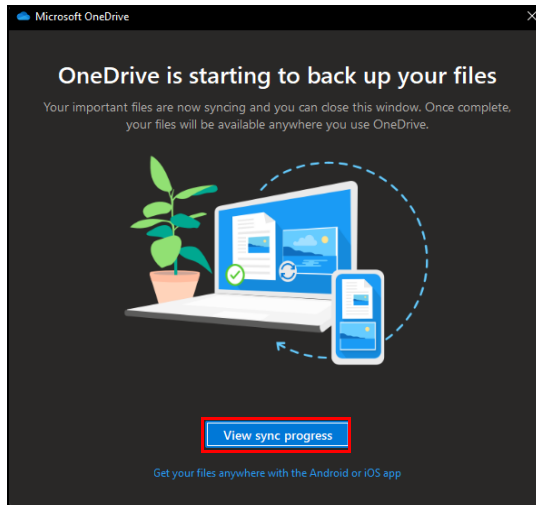 Microsoft OneDrive
OneDrive is starting to back up your files
Your important files are now syncing and you can close this window. Once complete,
your files will be available anywhere you use OneDrive.
View sync progress
Get your files anywhere with the Android or iOS app